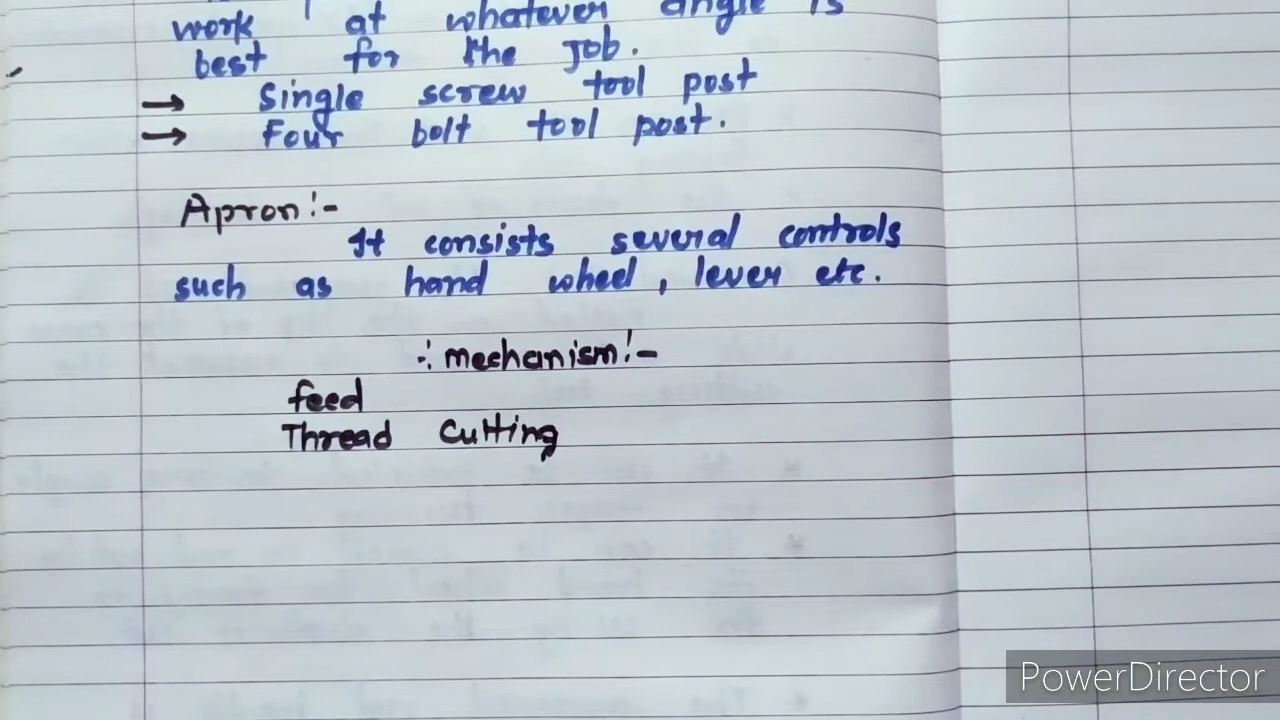 work at whatever angle is
best for the job.
→ Single screw tool post
→ Four bolt tool post.
Apron:-
It consists several controls
such as hand wheel, lever etc.
-: mechanism:-
feed
Thread Cutting
PowerDirector